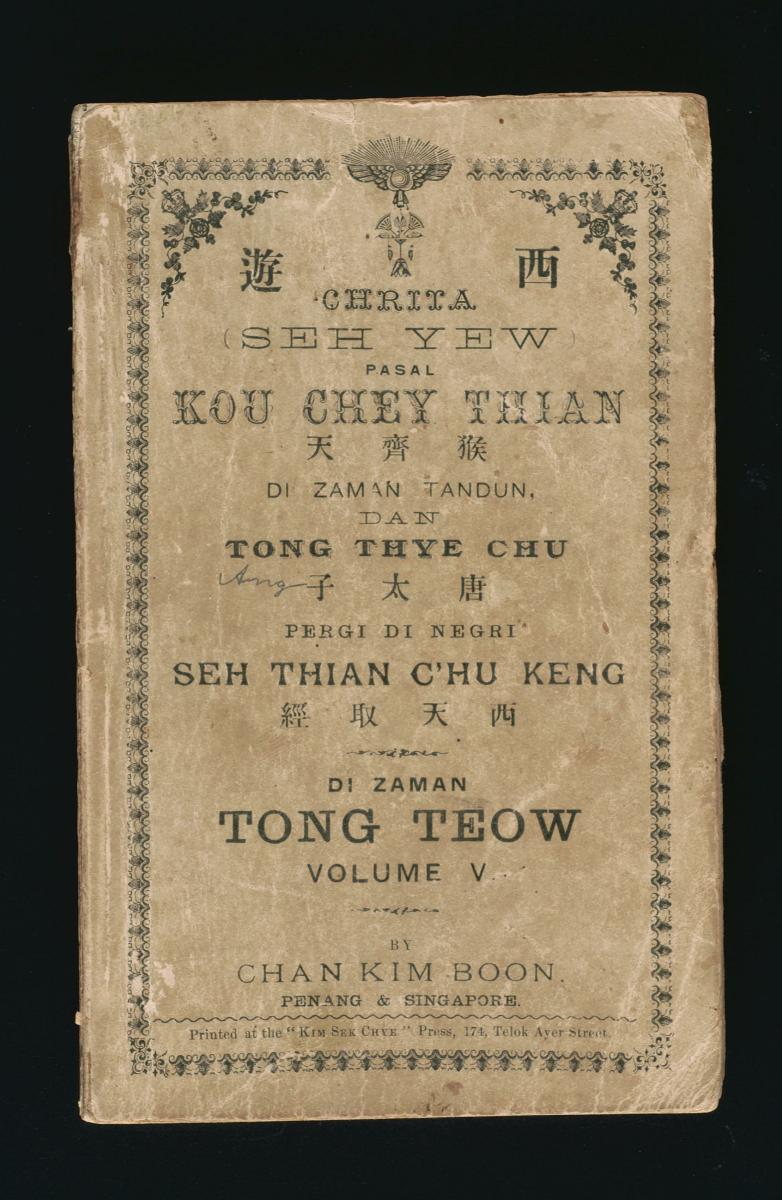 遊 西
CHRITA
(SEH YEW)
PASAL
KOU CHEY THIAN
天 齊 猴
DI ZAMAN TANDUN,
DAN
TONG THYE CHU
Ang 子 太 唐
PERGI DI NEGRI
SEH THIAN C'HU KENG
經 取 天 西
DI ZAMAN
TONG TEOW
VOLUME V.
BY
CHAN KIM BOON.
PENANG & SINGAPORE.
Printed at the "KIM SEK CHYE" Press, 174, Telok Ayer Street.